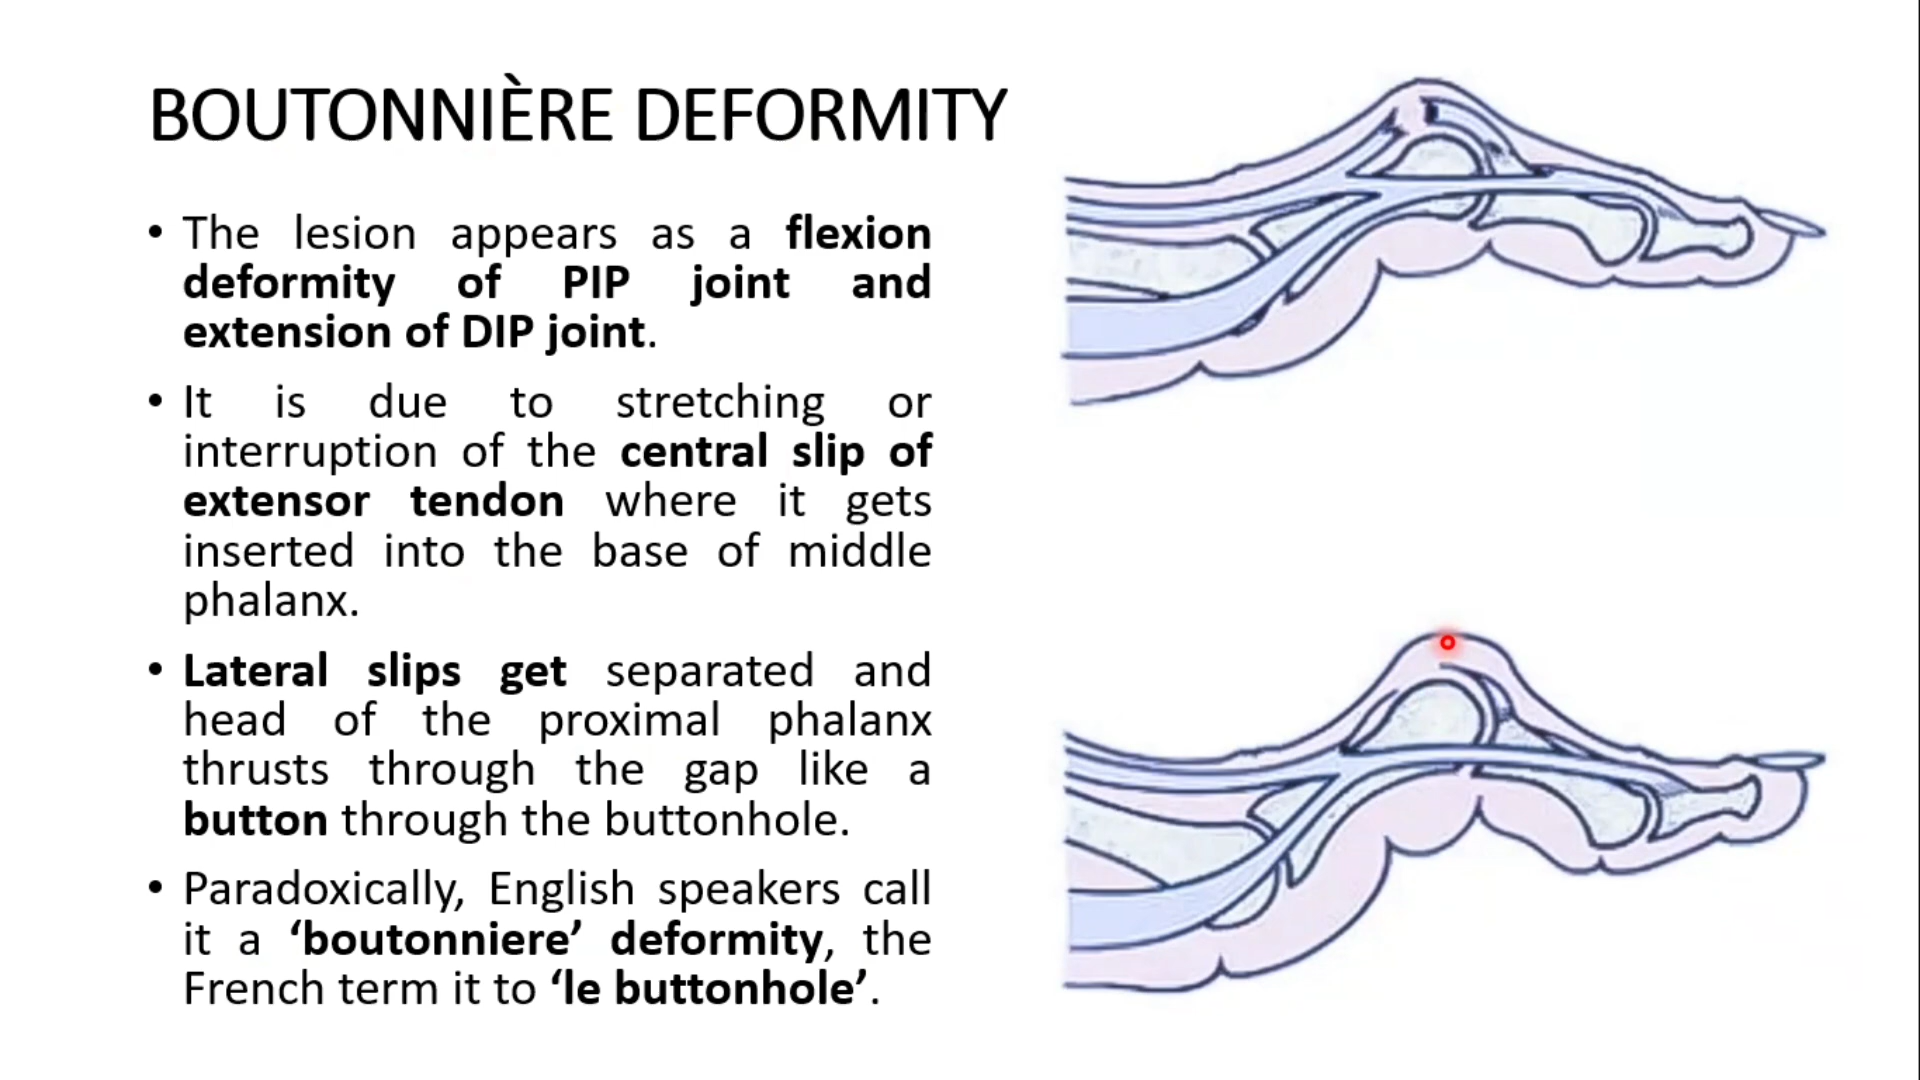 BOUTONNIÈRE DEFORMITY
• The lesion appears as a flexion
deformity of PIP joint and
extension of DIP joint.
• It is due to stretching or
interruption of the central slip of
extensor tendon where it gets
inserted into the base of middle
phalanx.
• Lateral slips get separated and
head of the proximal phalanx
thrusts through the gap like a
button through the buttonhole.
• Paradoxically, English speakers call
it a ‘boutonniere’ deformity, the
French term it to ‘le buttonhole’.